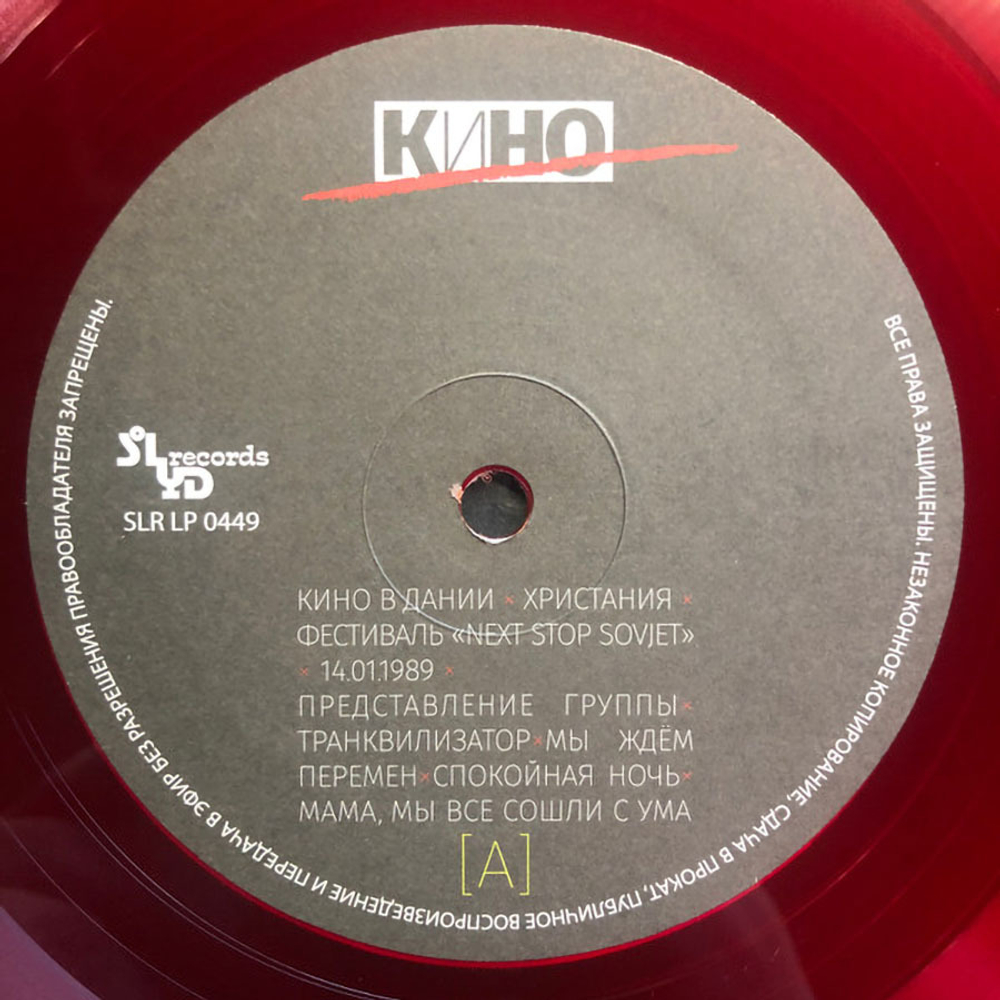 КИНО
SoLYD records
SLR LP 0449
КИНО В ДАНИИ × ХРИСТАНИЯ ×
ФЕСТИВАЛЬ «NEXT STOP SOVJET»
× 14.01.1989 ×
ПРЕДСТАВЛЕНИЕ ГРУППЫ×
ТРАНКВИЛИЗАТОР×МЫ ЖДЁМ
ПЕРЕМЕН×СПОКОЙНАЯ НОЧЬ×
МАМА, МЫ ВСЕ СОШЛИ С УМА
[A]
ВСЕ ПРАВА ЗАЩИЩЕНЫ. НЕЗАКОННОЕ КОПИРОВАНИЕ, СДАЧА В ПРОКАТ, ПУБЛИЧНОЕ ВОСПРОИЗВЕДЕНИЕ И ПЕРЕДАЧА В ЭФИР БЕЗ РАЗРЕШЕНИЯ ПРАВООБЛАДАТЕЛЯ ЗАПРЕЩЕНЫ.